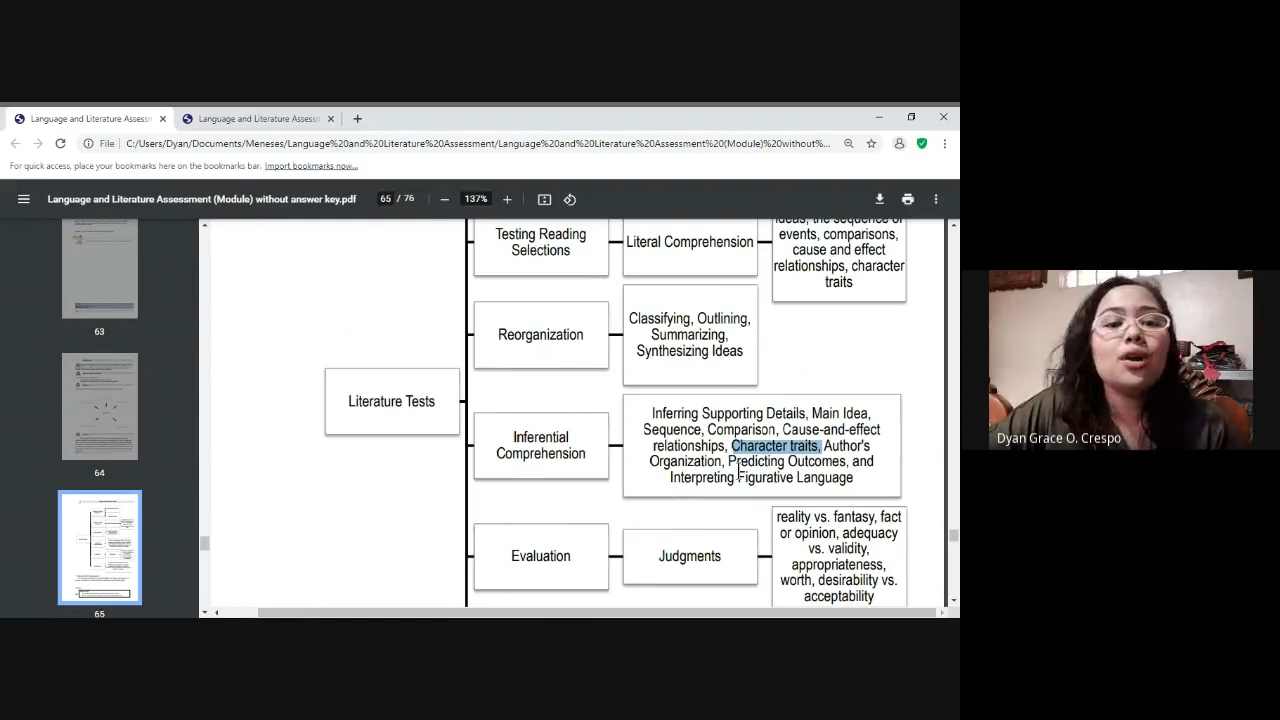 Language and Literature Assessm
Language and Literature Assessm
File
C:/Users/Dyan/Documents/Meneses/Language%20and%20Literature%20Assessment/Language%20and%20Literature%20Assessment%20(Module)%20without%...
For quick access, place your bookmarks here on the bookmarks bar. Import bookmarks now...
Language and Literature Assessment (Module) without answer key.pdf
65 / 76
137%
63
64
65
Literature Tests
Testing Reading
Selections
Literal Comprehension
events, comparisons,
cause and effect
relationships, character
traits
Reorganization
Classifying, Outlining,
Summarizing,
Synthesizing Ideas
Inferential
Comprehension
Inferring Supporting Details, Main Idea,
Sequence, Comparison, Cause-and-effect
relationships, Character traits, Author's
Organization, Predicting Outcomes, and
Interpreting Figurative Language
Evaluation
Judgments
reality vs. fantasy, fact
or opinion, adequacy
vs. validity,
appropriateness,
worth, desirability vs.
acceptability
Dyan Grace O. Crespo